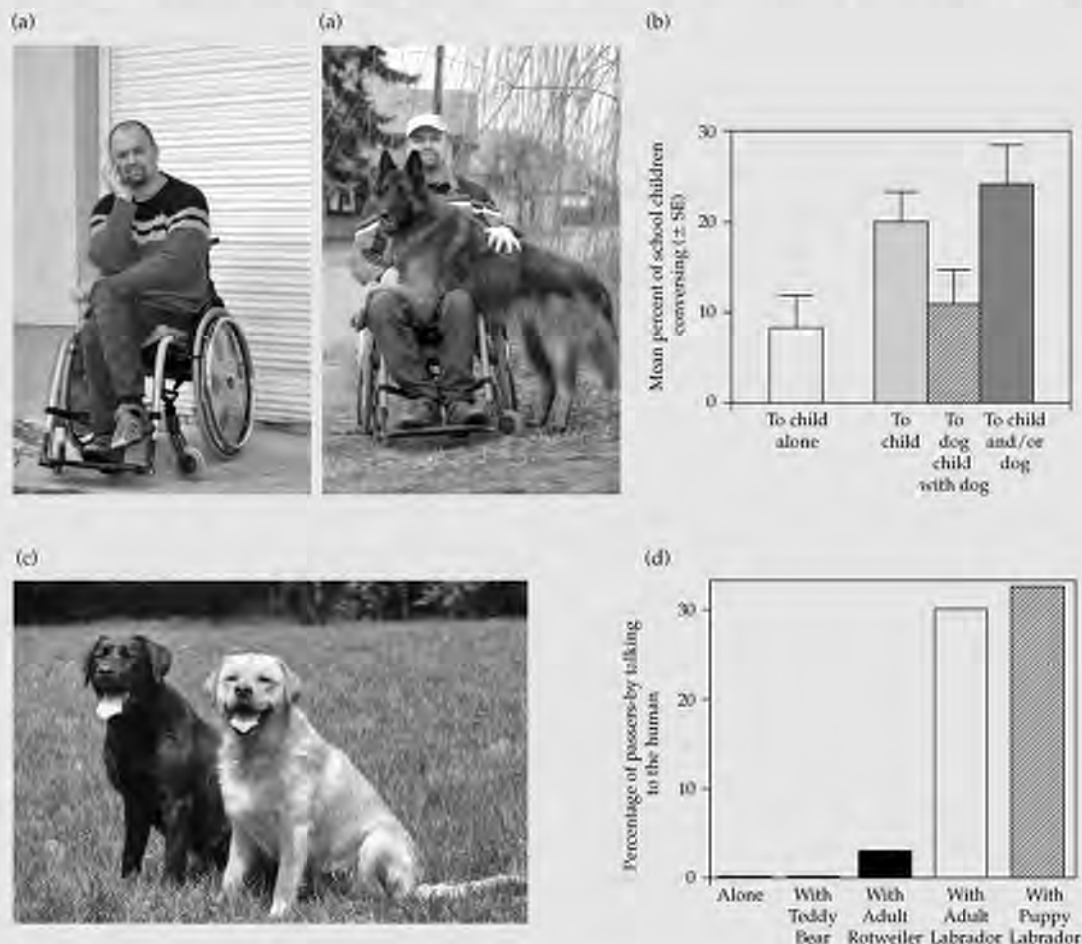 (a)
(a)
(b)
Mean percent of school children
conversing (± SE)
30
20
10
0
To child
alone
To
child
To
dog
child
with dog
To child
and/or
dog
(c)
(d)
Percentage of passers-by talking
to the human
30
20
10
0
Alone
With
Teddy
Bear
With
Adult
Rotweiler
With
Adult
Labrador
With
Puppy
Labrador